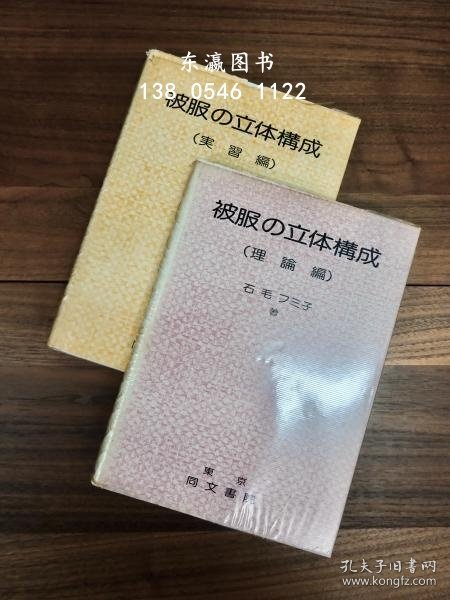 东瀛图书
138 0546 1122
被服の立体構成
(実習編)
被服の立体構成
(理論編)
石毛フミ子
著
東京
同文書院
孔夫子旧书网
www.kongfz.com